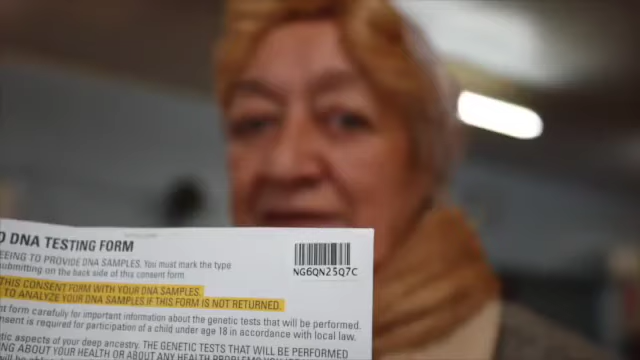 DNA TESTING FORM
NG6QN25Q7C
EEING TO PROVIDE DNA SAMPLES. You must mark the type
submitting on the back side of this consent form
THIS CONSENT FORM WITH YOUR DNA SAMPLES.
TO ANALYZE YOUR DNA SAMPLES IF THIS FORM IS NOT RETURNED.
nt form carefully for important information about the genetic tests that will be performed.
nsent is required for participation of a child under age 18 in accordance with local law.
etic aspects of your deep ancestry. THE GENETIC TESTS THAT WILL BE PERFORMED
NG ABOUT YOUR HEALTH OR ABOUT ANY HEALTH